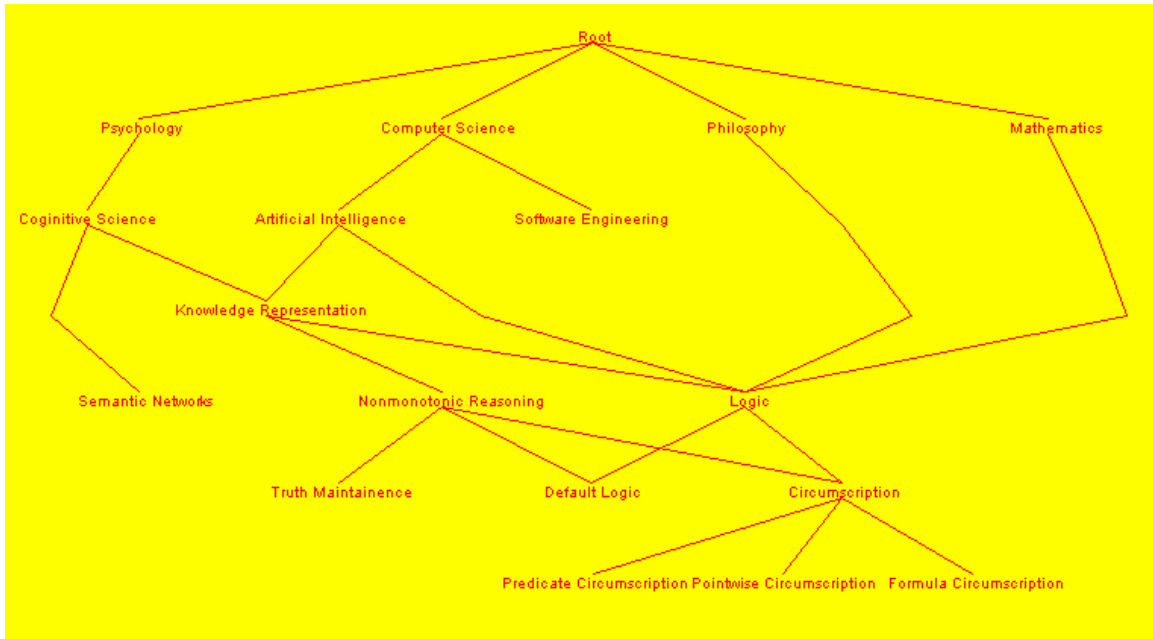 Root
Psychology Computer Science Philosophy Mathematics
Coginitive Science Artificial Intelligence Software Engineering
Knowledge Representation
Semantic Networks Nonmonotonic Reasoning Logic
Truth Maintainence Default Logic Circumscription
Predicate Circumscription Pointwise Circumscription Formula Circumscription